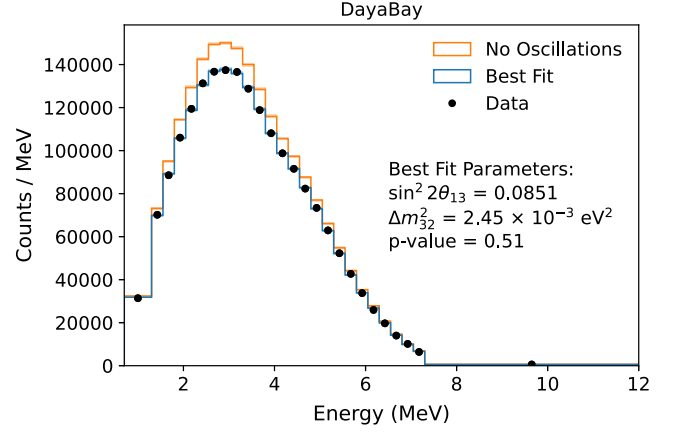 DayaBay
No Oscillations
Best Fit
Data
Best Fit Parameters:
sin² 2θ₁₃ = 0.0851
Δm²₃₂ = 2.45 × 10⁻³ eV²
p-value = 0.51
Counts / MeV
140000
120000
100000
80000
60000
40000
20000
0
2
4
6
8
10
12
Energy (MeV)